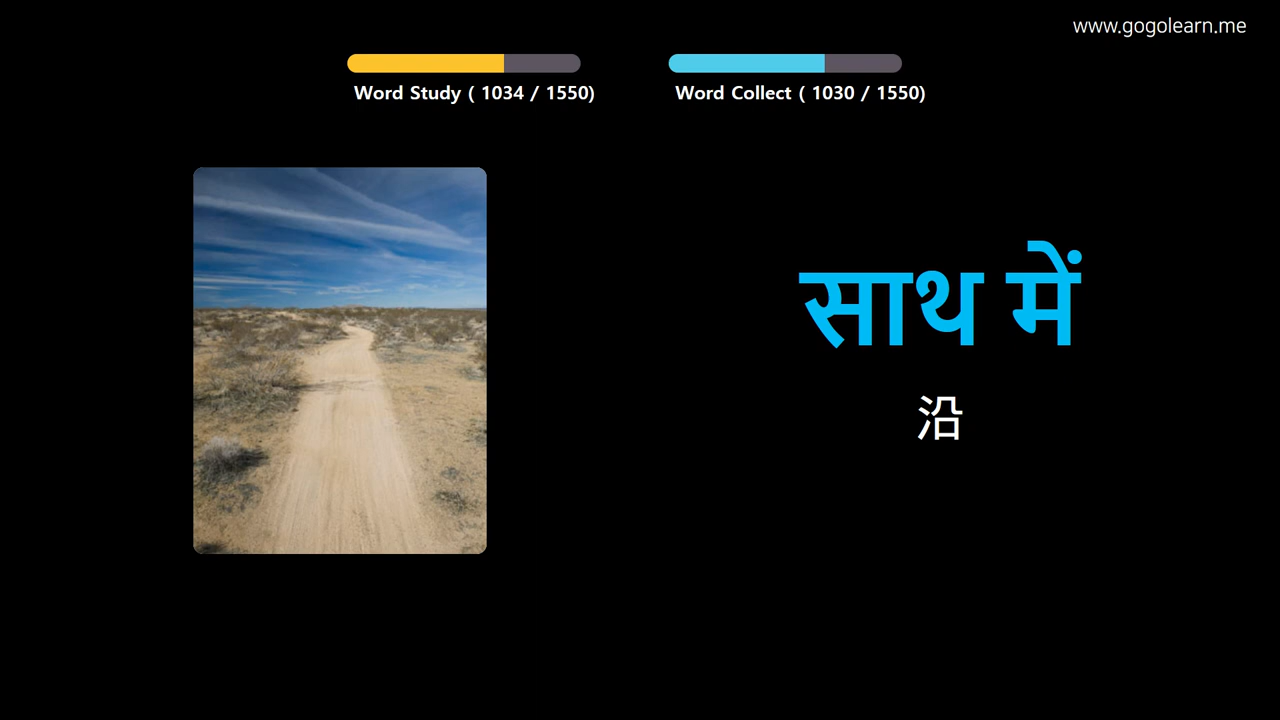 www.gogolearn.me
Word Study ( 1034 / 1550)
Word Collect ( 1030 / 1550)
साथ में
沿